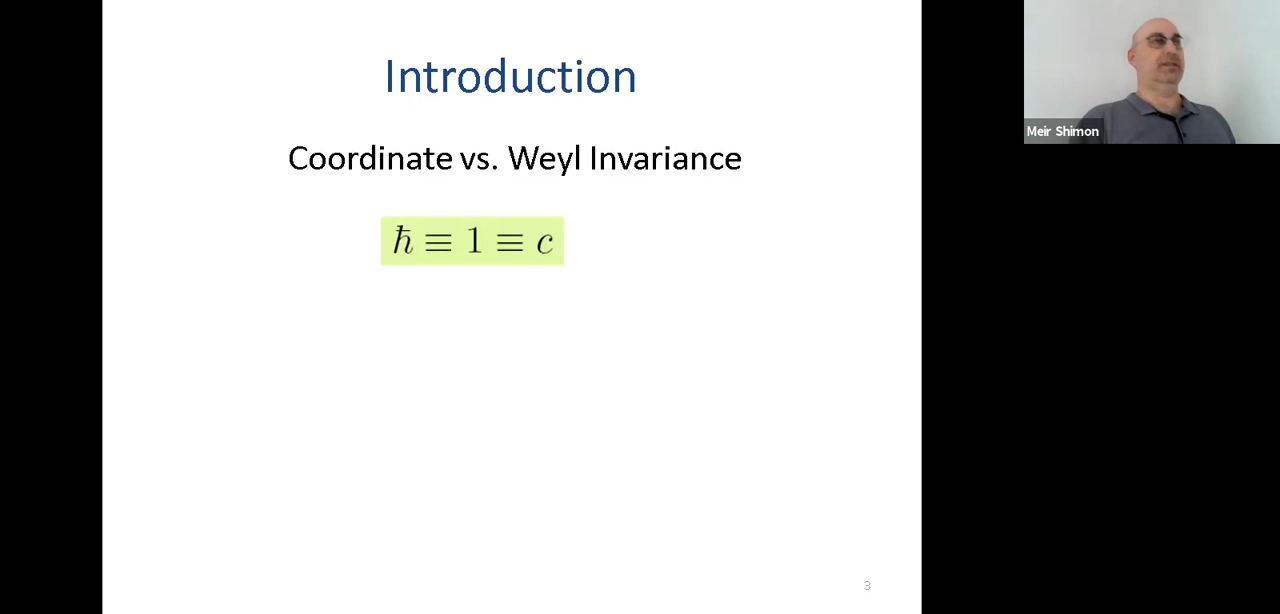 Introduction
Coordinate vs. Weyl Invariance
ℏ ≡ 1 ≡ c
3
Meir Shimon